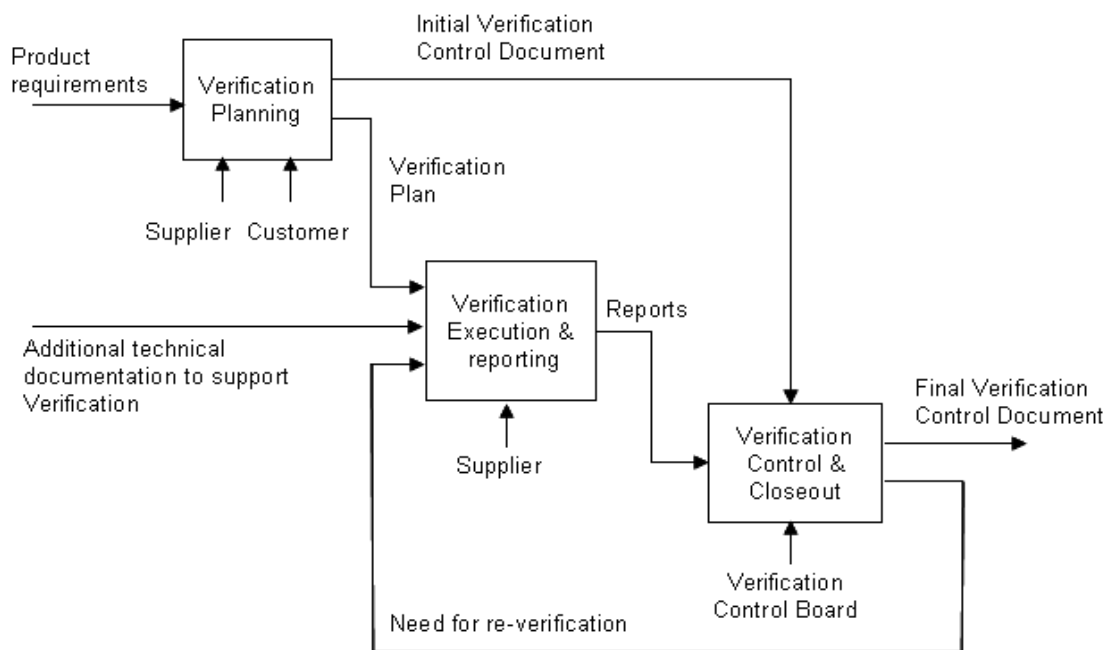 Initial Verification
Control Document
Product
requirements
Verification
Planning
Verification
Plan
Supplier
Customer
Verification
Execution &
reporting
Reports
Additional technical
documentation to support
Verification
Final Verification
Control Document
Verification
Control &
Closeout
Supplier
Verification
Control Board
Need for re-verification